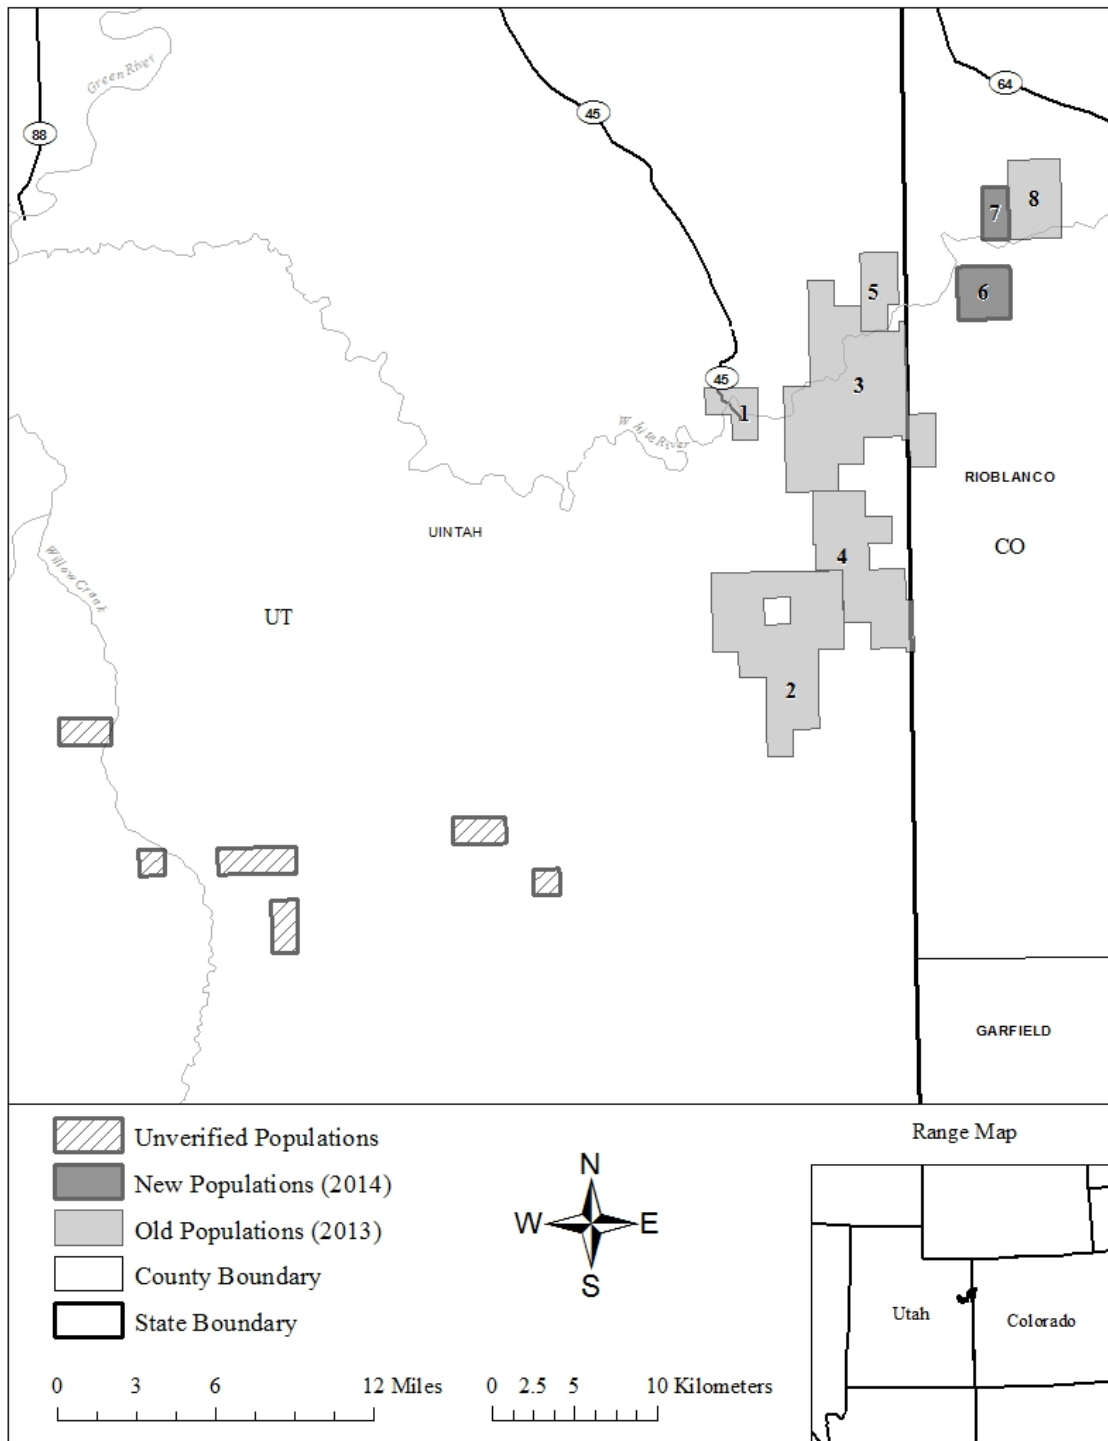 Green River
88
45
64
7
8
5
6
3
45
1
White River
RIOBLANCO
UINTAH
CO
4
Willow Creek
UT
2
GARFIELD
Unverified Populations
New Populations (2014)
Old Populations (2013)
County Boundary
State Boundary
N
W
E
S
Range Map
Utah
Colorado
0 3 6 12 Miles
0 2.5 5 10 Kilometers